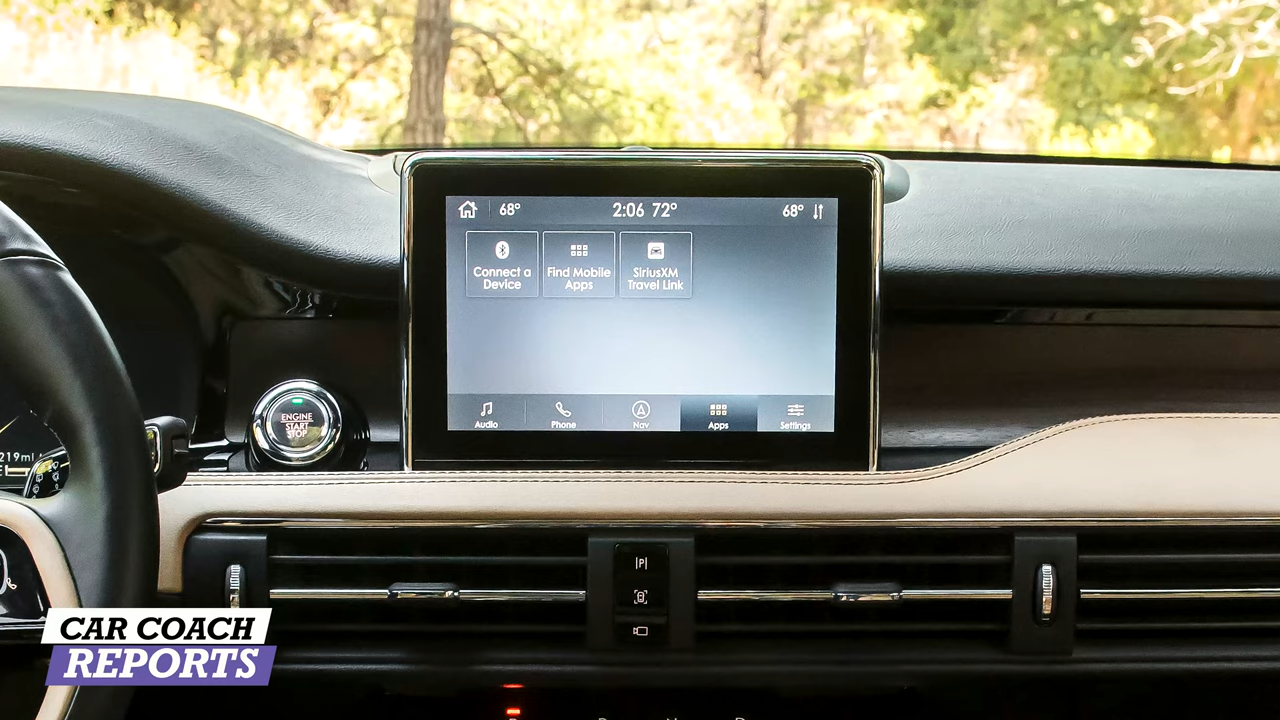 68° 2:06 72° 68°
Connect a
Device
Find Mobile
Apps
SiriusXM
Travel Link
Audio Phone Nav Apps Settings
ENGINE
START
STOP
219mi
E
P
CAR COACH
REPORTS